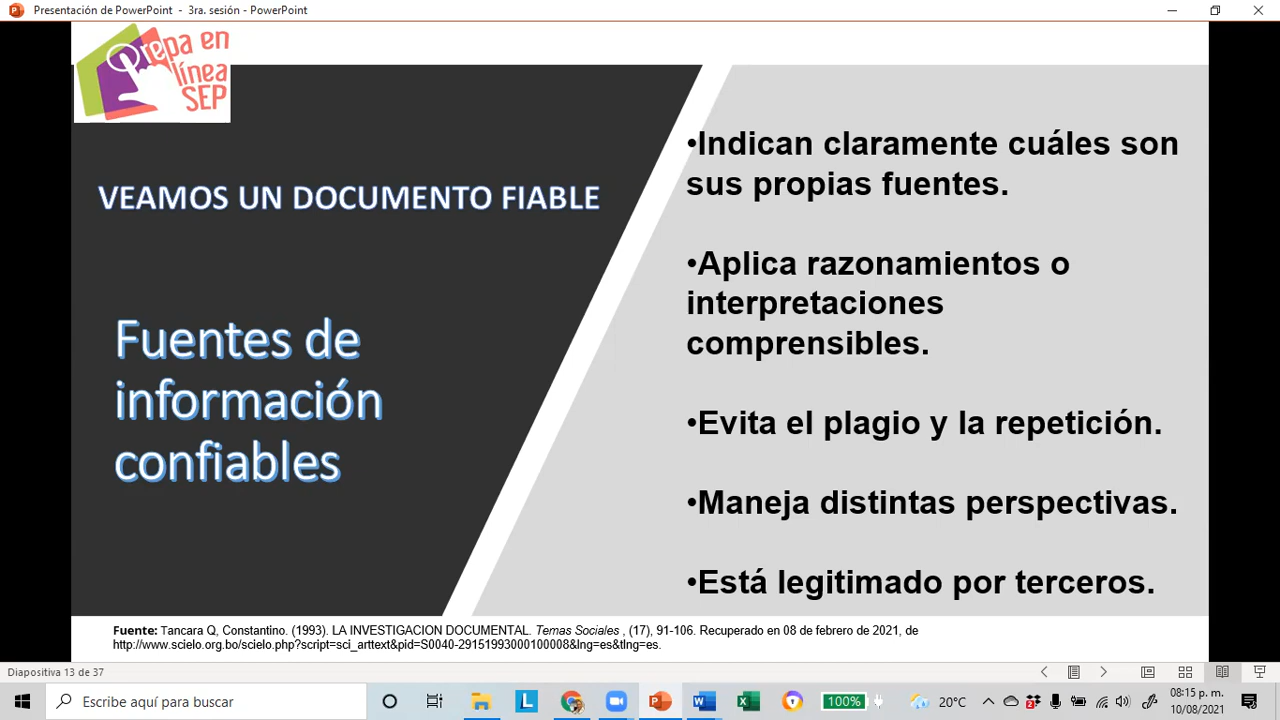 Presentación de PowerPoint - 3ra. sesión - PowerPoint
Prepa en
línea
SEP
VEAMOS UN DOCUMENTO FIABLE
Fuentes de
información
confiables
•Indican claramente cuáles son
sus propias fuentes.
•Aplica razonamientos o
interpretaciones
comprensibles.
•Evita el plagio y la repetición.
•Maneja distintas perspectivas.
•Está legitimado por terceros.
Fuente: Tancara Q, Constantino. (1993). LA INVESTIGACION DOCUMENTAL. Temas Sociales , (17), 91-106. Recuperado en 08 de febrero de 2021, de
http://www.scielo.org.bo/scielo.php?script=sci_arttext&pid=S0040-29151993000100008&lng=es&tlng=es.
Diapositiva 13 de 37
Escribe aquí para buscar
L
100%
20°C
2
08:15 p. m.
10/08/2021